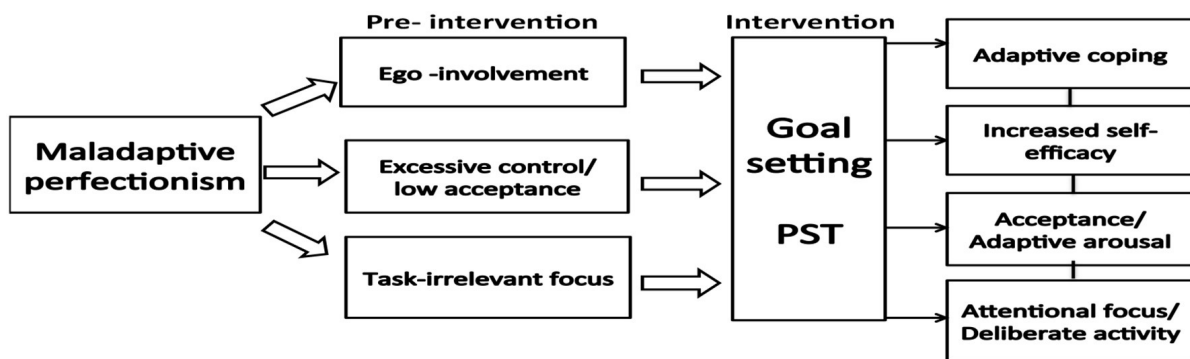 Pre- intervention
Intervention
Maladaptive
perfectionism
Ego -involvement
Excessive control/
low acceptance
Task-irrelevant focus
Goal
setting
PST
Adaptive coping
Increased self-
efficacy
Acceptance/
Adaptive arousal
Attentional focus/
Deliberate activity